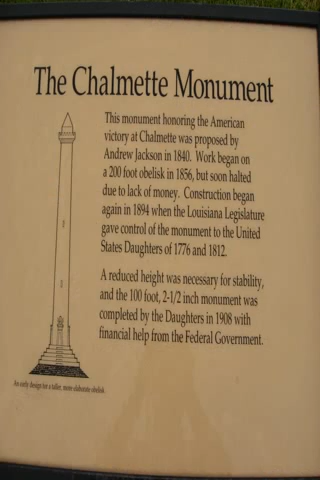 The Chalmette Monument
This monument honoring the American
victory at Chalmette was proposed by
Andrew Jackson in 1840. Work began on
a 200 foot obelisk in 1856, but soon halted
due to lack of money. Construction began
again in 1894 when the Louisiana Legislature
gave control of the monument to the United
States Daughters of 1776 and 1812.
A reduced height was necessary for stability,
and the 100 foot, 2-1/2 inch monument was
completed by the Daughters in 1908 with
financial help from the Federal Government.
An early design for a taller, more elaborate obelisk.